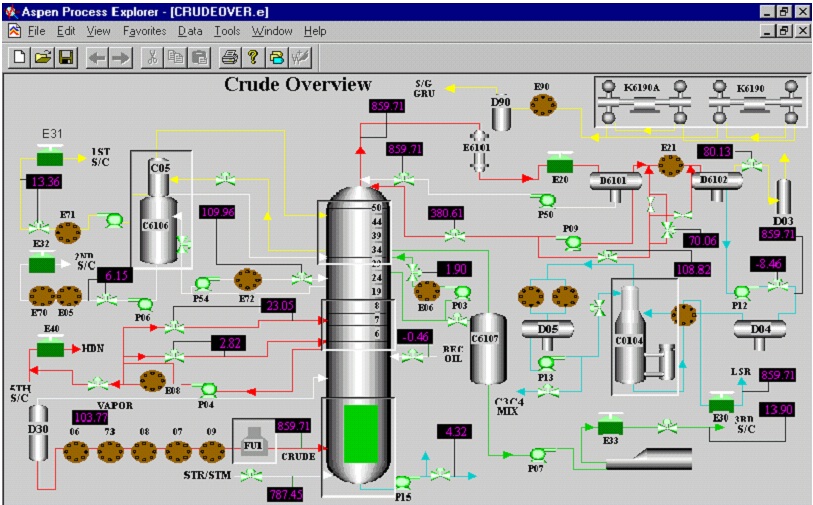 Aspen Process Explorer - [CRUDEOVER.e]
File Edit View Favorites Data Tools Window Help
Crude Overview
S/G
GRU
D90
E90
K6190A
K6190
859.71
E31
1ST
S/C
13.36
E71
C05
C6106
859.71
E6101
E20
D6101
E21
D6102
80.13
D03
P50
109.96
380.61
P09
70.06
108.82
859.71
-8.46
E32
2ND
S/C
6.15
E70
E05
P06
P54
E72
50
44
39
34
24
19
8
7
6
1.90
E06
P03
23.05
2.82
-0.46
REC
OIL
C6107
D05
P13
C3C4
MIX
C0104
P12
D04
E40
HDN
5TH
S/C
VAPOR
E08
P04
D30
103.77
06
73
08
07
09
FUI
859.71
CRUDE
STR/STM
787.45
P15
4.32
P07
E33
LSR
859.71
E30
3RD
S/C
13.90